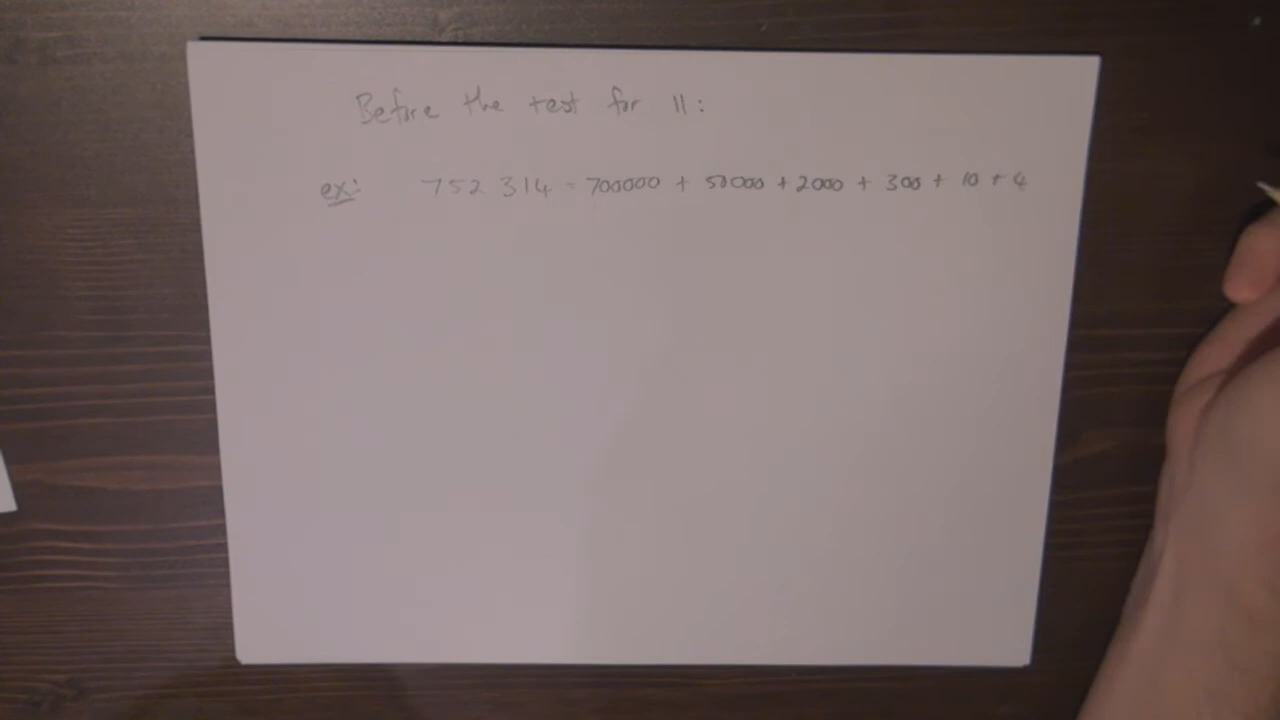 Before the test for 11:
ex: 752 314 = 700000 + 50000 + 2000 + 300 + 10 + 4